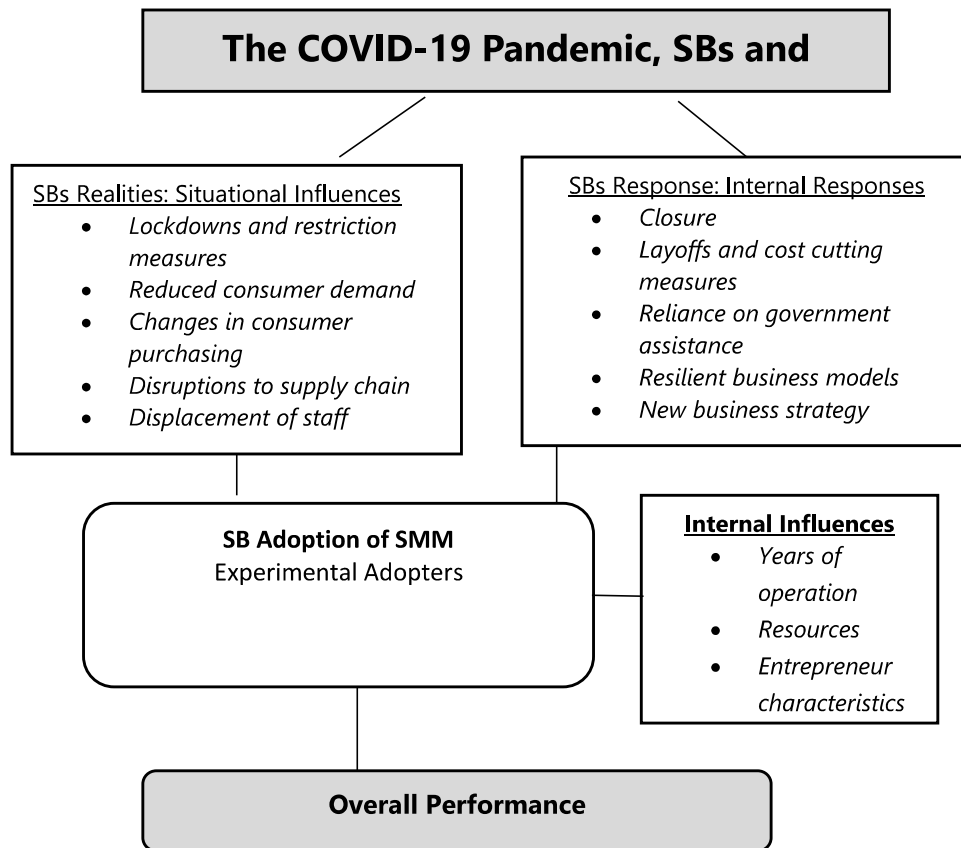 The COVID-19 Pandemic, SBs and
SBs Realities: Situational Influences
• Lockdowns and restriction
measures
• Reduced consumer demand
• Changes in consumer
purchasing
• Disruptions to supply chain
• Displacement of staff
SBs Response: Internal Responses
• Closure
• Layoffs and cost cutting
measures
• Reliance on government
assistance
• Resilient business models
• New business strategy
SB Adoption of SMM
Experimental Adopters
Internal Influences
• Years of
operation
• Resources
• Entrepreneur
characteristics
Overall Performance